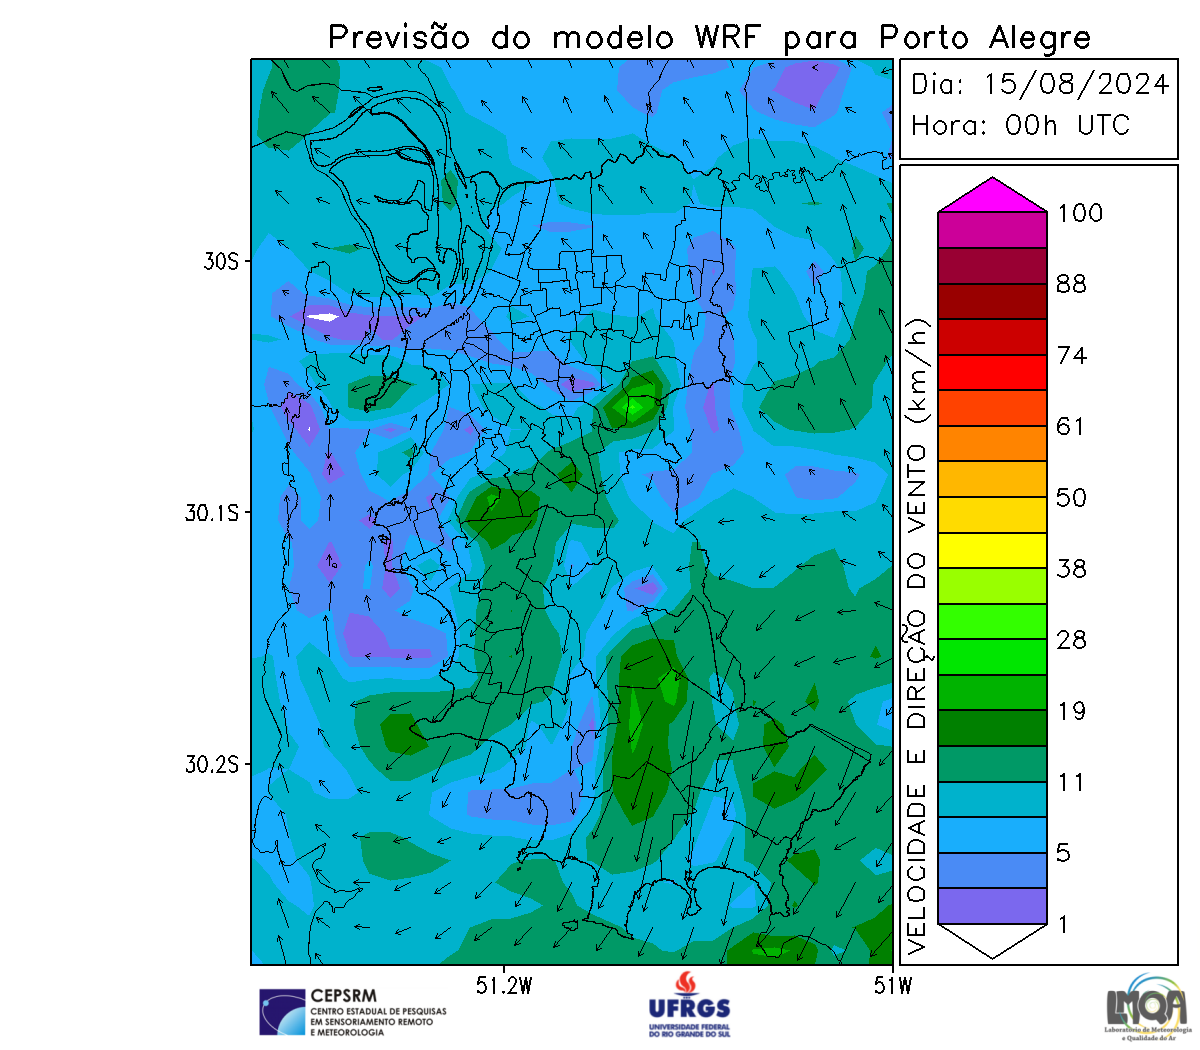 Previsão do modelo WRF para Porto Alegre
Dia: 15/08/2024
Hora: 00h UTC
30S
30.1S
30.2S
51.2W
51W
VELOCIDADE E DIREÇÃO DO VENTO (km/h)
100
88
74
61
50
38
28
19
11
5
1
CEPSRM
CENTRO ESTADUAL DE PESQUISAS
EM SENSORIAMENTO REMOTO
E METEOROLOGIA
UFRGS
UNIVERSIDADE FEDERAL
DO RIO GRANDE DO SUL
LMQA
Laboratório de Meteorologia
e Qualidade do Ar